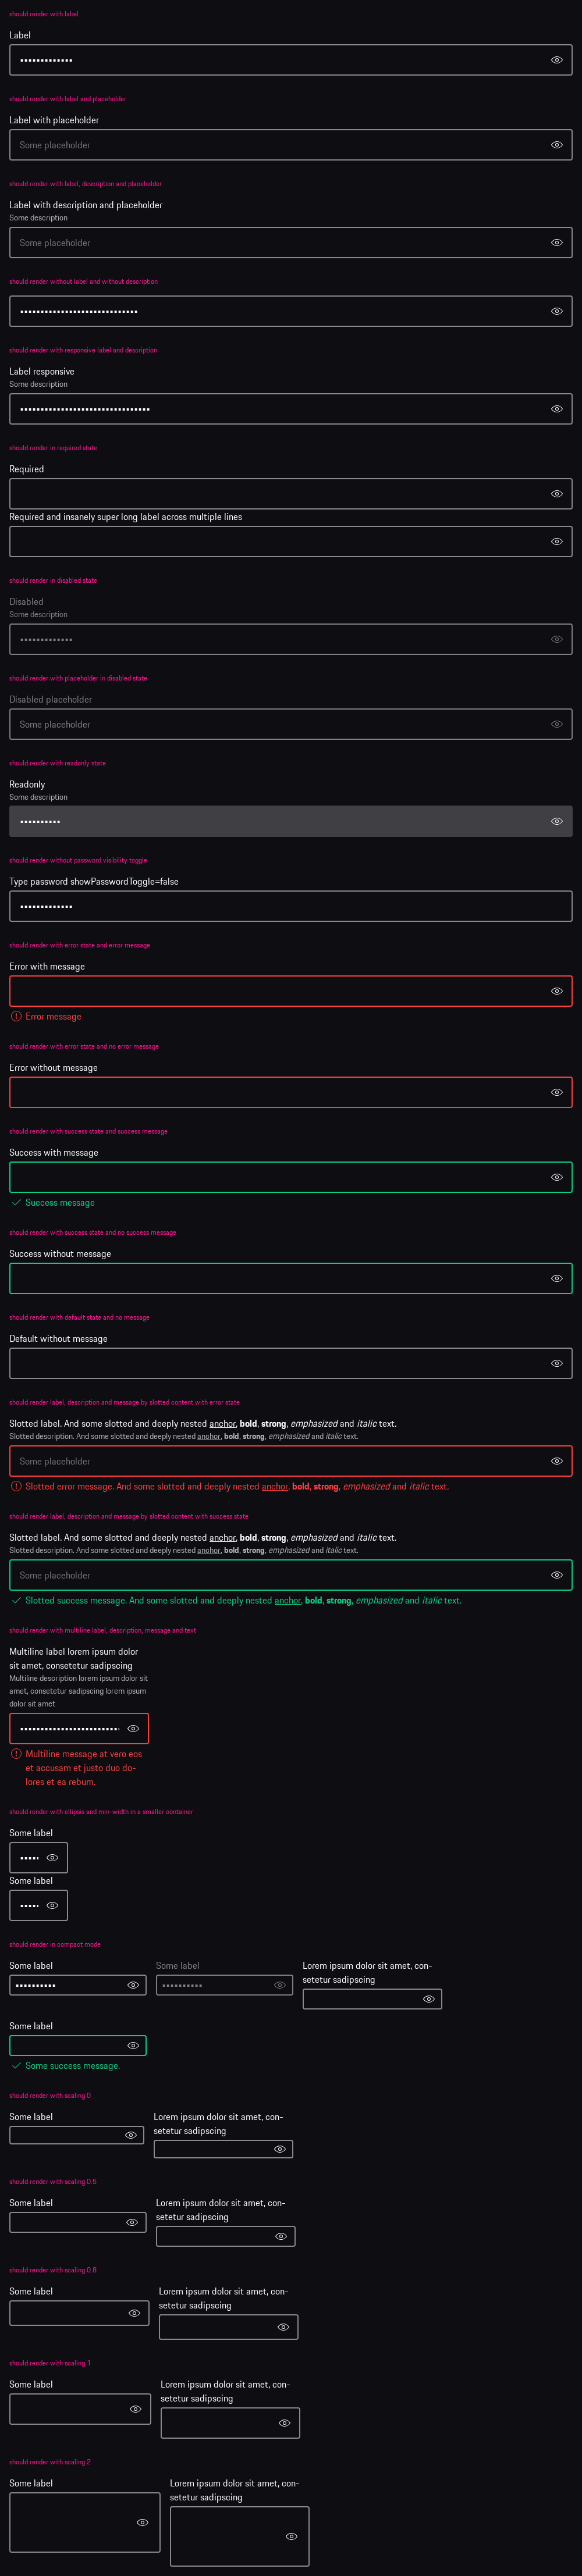 should render with label
Label
•••••••••••••
should render with label and placeholder
Label with placeholder
Some placeholder
should render with label, description and placeholder
Label with description and placeholder
Some description
Some placeholder
should render without label and without description
•••••••••••••••••••••••••••••
should render with responsive label and description
Label responsive
Some description
••••••••••••••••••••••••••••••••
should render in required state
Required
Required and insanely super long label across multiple lines
should render in disabled state
Disabled
Some description
•••••••••••••
should render with placeholder in disabled state
Disabled placeholder
Some placeholder
should render with readonly state
Readonly
Some description
••••••••••
should render without password visibility toggle
Type password showPasswordToggle=false
•••••••••••••
should render with error state and error message
Error with message
Error message
should render with error state and no error message
Error without message
should render with success state and success message
Success with message
Success message
should render with success state and no success message
Success without message
should render with default state and no message
Default without message
should render label, description and message by slotted content with error state
Slotted label. And some slotted and deeply nested anchor, bold, strong, emphasized and italic text.
Slotted description. And some slotted and deeply nested anchor, bold, strong, emphasized and italic text.
Some placeholder
Slotted error message. And some slotted and deeply nested anchor, bold, strong, emphasized and italic text.
should render label, description and message by slotted content with success state
Slotted label. And some slotted and deeply nested anchor, bold, strong, emphasized and italic text.
Slotted description. And some slotted and deeply nested anchor, bold, strong, emphasized and italic text.
Some placeholder
Slotted success message. And some slotted and deeply nested anchor, bold, strong, emphasized and italic text.
should render with multiline label, description, message and text
Multiline label lorem ipsum dolor
sit amet, consetetur sadipscing
Multiline description lorem ipsum dolor sit
amet, consetetur sadipscing lorem ipsum
dolor sit amet
•••••••••••••••••••••••••
Multiline message at vero eos
et accusam et justo duo do-
lores et ea rebum.
should render with ellipsis and min-width in a smaller container
Some label
•••••
Some label
•••••
should render in compact mode
Some label
••••••••••
Some label
••••••••••
Lorem ipsum dolor sit amet, con-
setetur sadipscing
Some label
Some success message.
should render with scaling 0
Some label
Lorem ipsum dolor sit amet, con-
setetur sadipscing
should render with scaling 0.5
Some label
Lorem ipsum dolor sit amet, con-
setetur sadipscing
should render with scaling 0.8
Some label
Lorem ipsum dolor sit amet, con-
setetur sadipscing
should render with scaling 1
Some label
Lorem ipsum dolor sit amet, con-
setetur sadipscing
should render with scaling 2
Some label
Lorem ipsum dolor sit amet, con-
setetur sadipscing